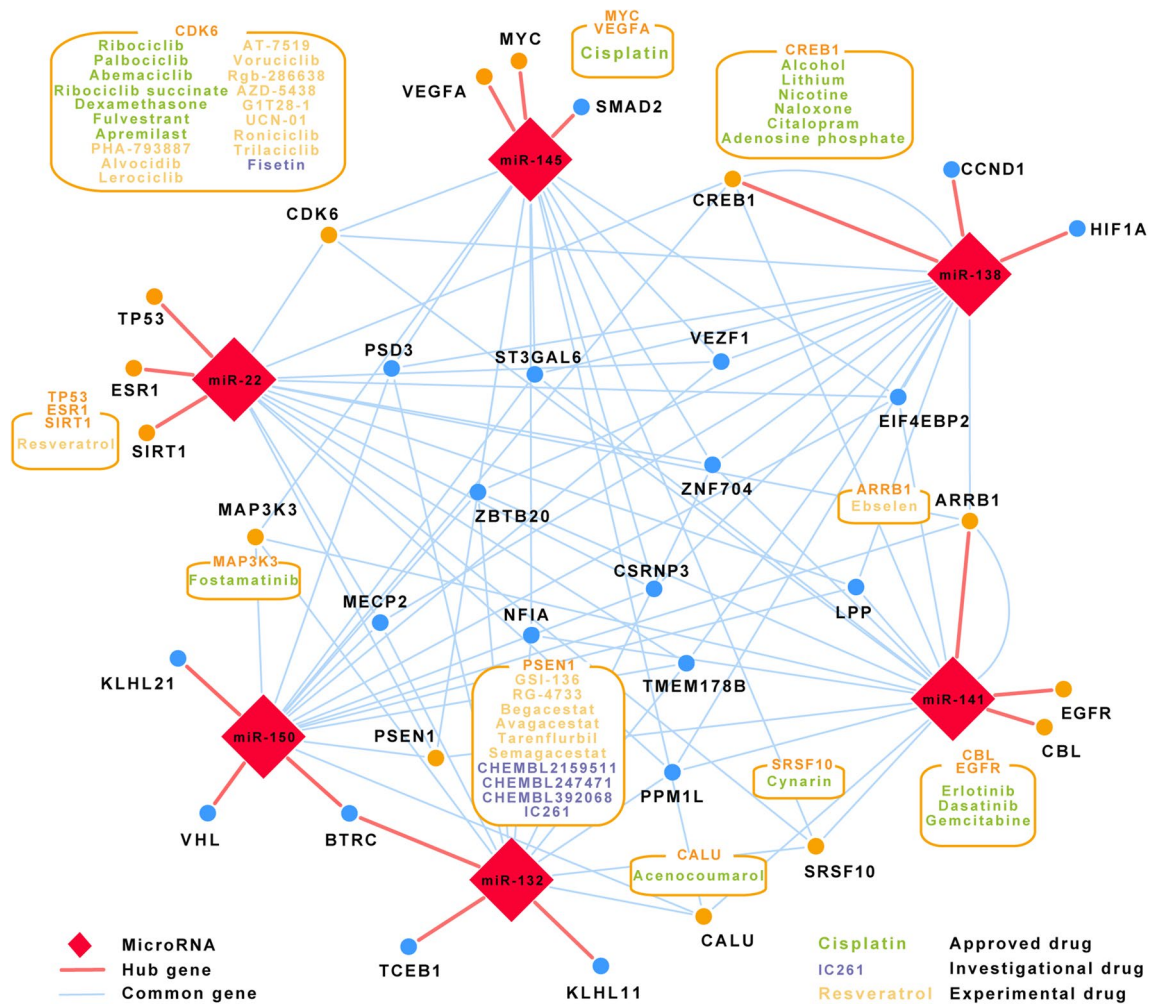 CDK6
Ribociclib
Palbociclib
Abemaciclib
Ribociclib succinate
Dexamethasone
Fulvestrant
Apremilast
PHA-793887
Alvocidib
Lerociclib
AT-7519
Voruciclib
Rgb-286638
AZD-5438
G1T28-1
UCN-01
Roniciclib
Trilaciclib
Fisetin
MYC
VEGFA
SMAD2
miR-145
MYC
VEGFA
Cisplatin
CREB1
Alcohol
Lithium
Nicotine
Naloxone
Citalopram
Adenosine phosphate
CREB1
CCND1
HIF1A
miR-138
CDK6
TP53
ESR1
SIRT1
miR-22
TP53
ESR1
SIRT1
Resveratrol
PSD3
ST3GAL6
VEZF1
EIF4EBP2
ZNF704
ZBTB20
MAP3K3
MAP3K3
Fostamatinib
ARRB1
Ebselen
ARRB1
MECP2
NFIA
CSRNP3
LPP
TMEM178B
KLHL21
miR-150
VHL
BTRC
PSEN1
PSEN1
GSI-136
RG-4733
Begacestat
Avagacestat
Tarenflurbil
Semagacestat
CHEMBL2159511
CHEMBL247471
CHEMBL392068
IC261
PPM1L
miR-141
EGFR
CBL
CBL
EGFR
Erlotinib
Dasatinib
Gemcitabine
SRSF10
Cynarin
SRSF10
CALU
Acenocoumarol
CALU
miR-132
TCEB1
KLHL11
MicroRNA
Hub gene
Common gene
Cisplatin Approved drug
IC261 Investigational drug
Resveratrol Experimental drug